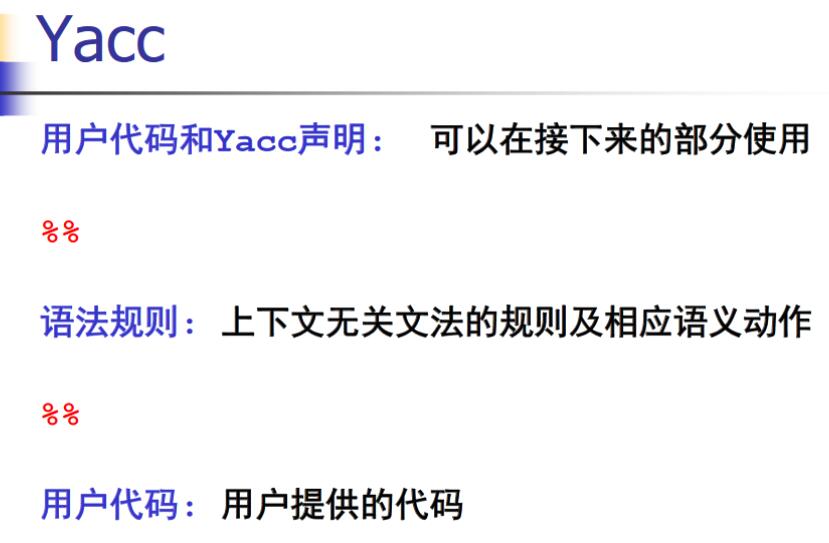 Yacc
用户代码和Yacc声明： 可以在接下来的部分使用
%%
语法规则：上下文无关文法的规则及相应语义动作
%%
用户代码：用户提供的代码